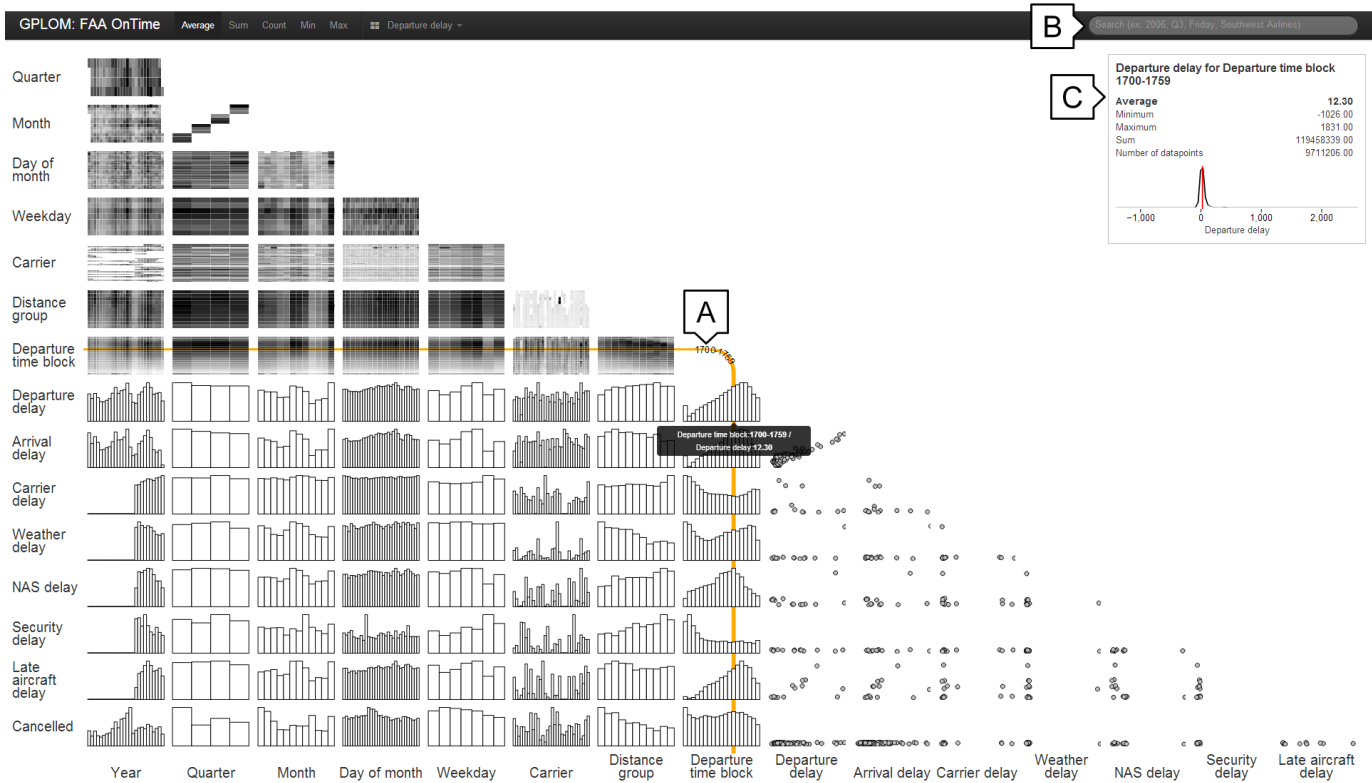 GPLOM: FAA OnTime Average Sum Count Min Max Departure delay
B
Search (ex. 2006, Q3, Friday, Southwest Airlines)
C
Departure delay for Departure time block
1700-1759
Average 12.30
Minimum -1026.00
Maximum 1831.00
Sum 119458339.00
Number of datapoints 9711206.00
−1,000 0 1,000 2,000
Departure delay
Quarter
Month
Day of
month
Weekday
Carrier
Distance
group
A
Departure
time block
1700-1759
Departure
delay
Departure time block:1700-1759 /
Departure delay:12.30
Arrival
delay
Carrier
delay
Weather
delay
NAS delay
Security
delay
Late
aircraft
delay
Cancelled
Year
Quarter
Month
Day of month
Weekday
Carrier
Distance
group
Departure
time block
Departure
delay
Arrival delay
Carrier delay
Weather
delay
NAS delay
Security
delay
Late aircraft
delay